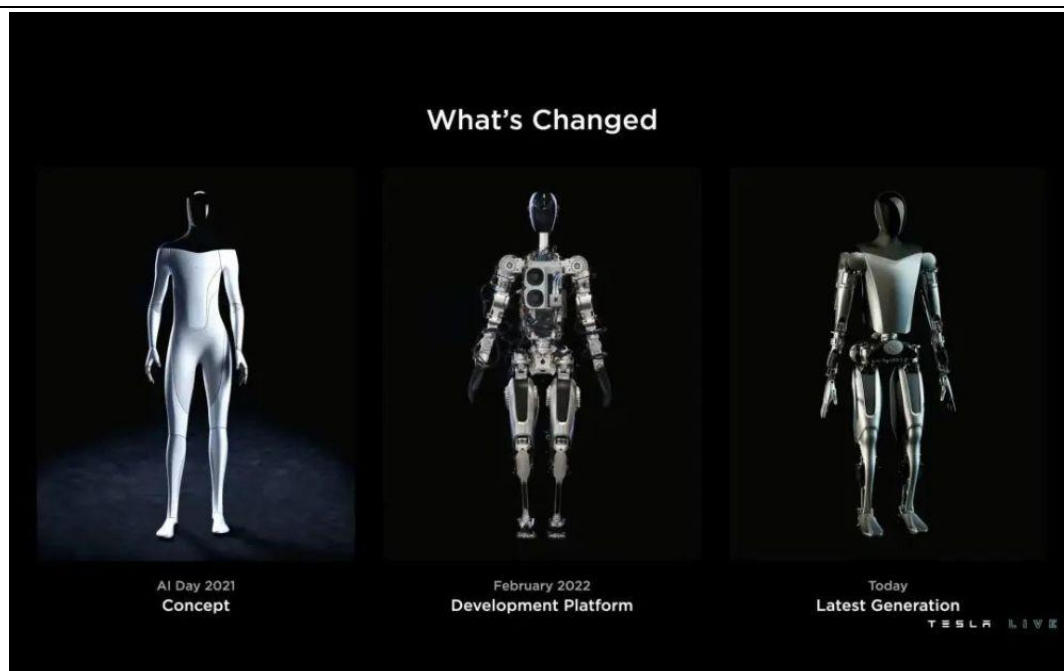 What's Changed
AI Day 2021
Concept
February 2022
Development Platform
Today
Latest Generation
TESLA LIVE